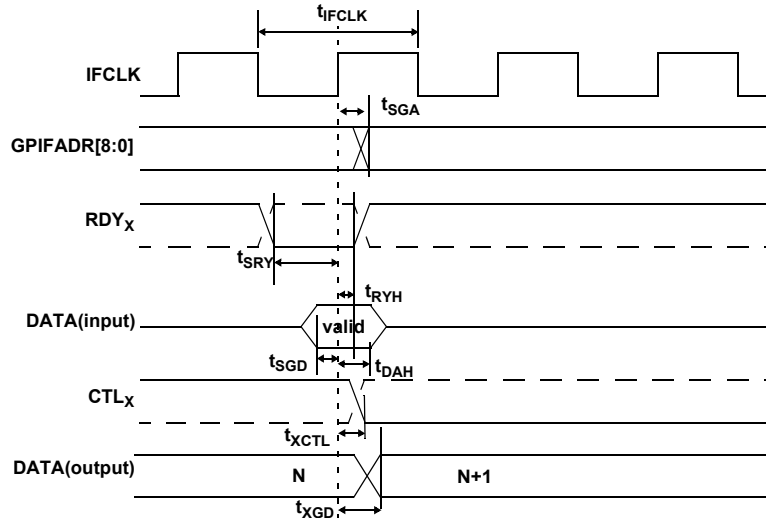 tIFCLK
IFCLK
tSGA
GPIFADR[8:0]
RDYX
tSRY
tRYH
DATA(input)
valid
tSGD
tDAH
CTLX
tXCTL
DATA(output)
N
N+1
tXGD